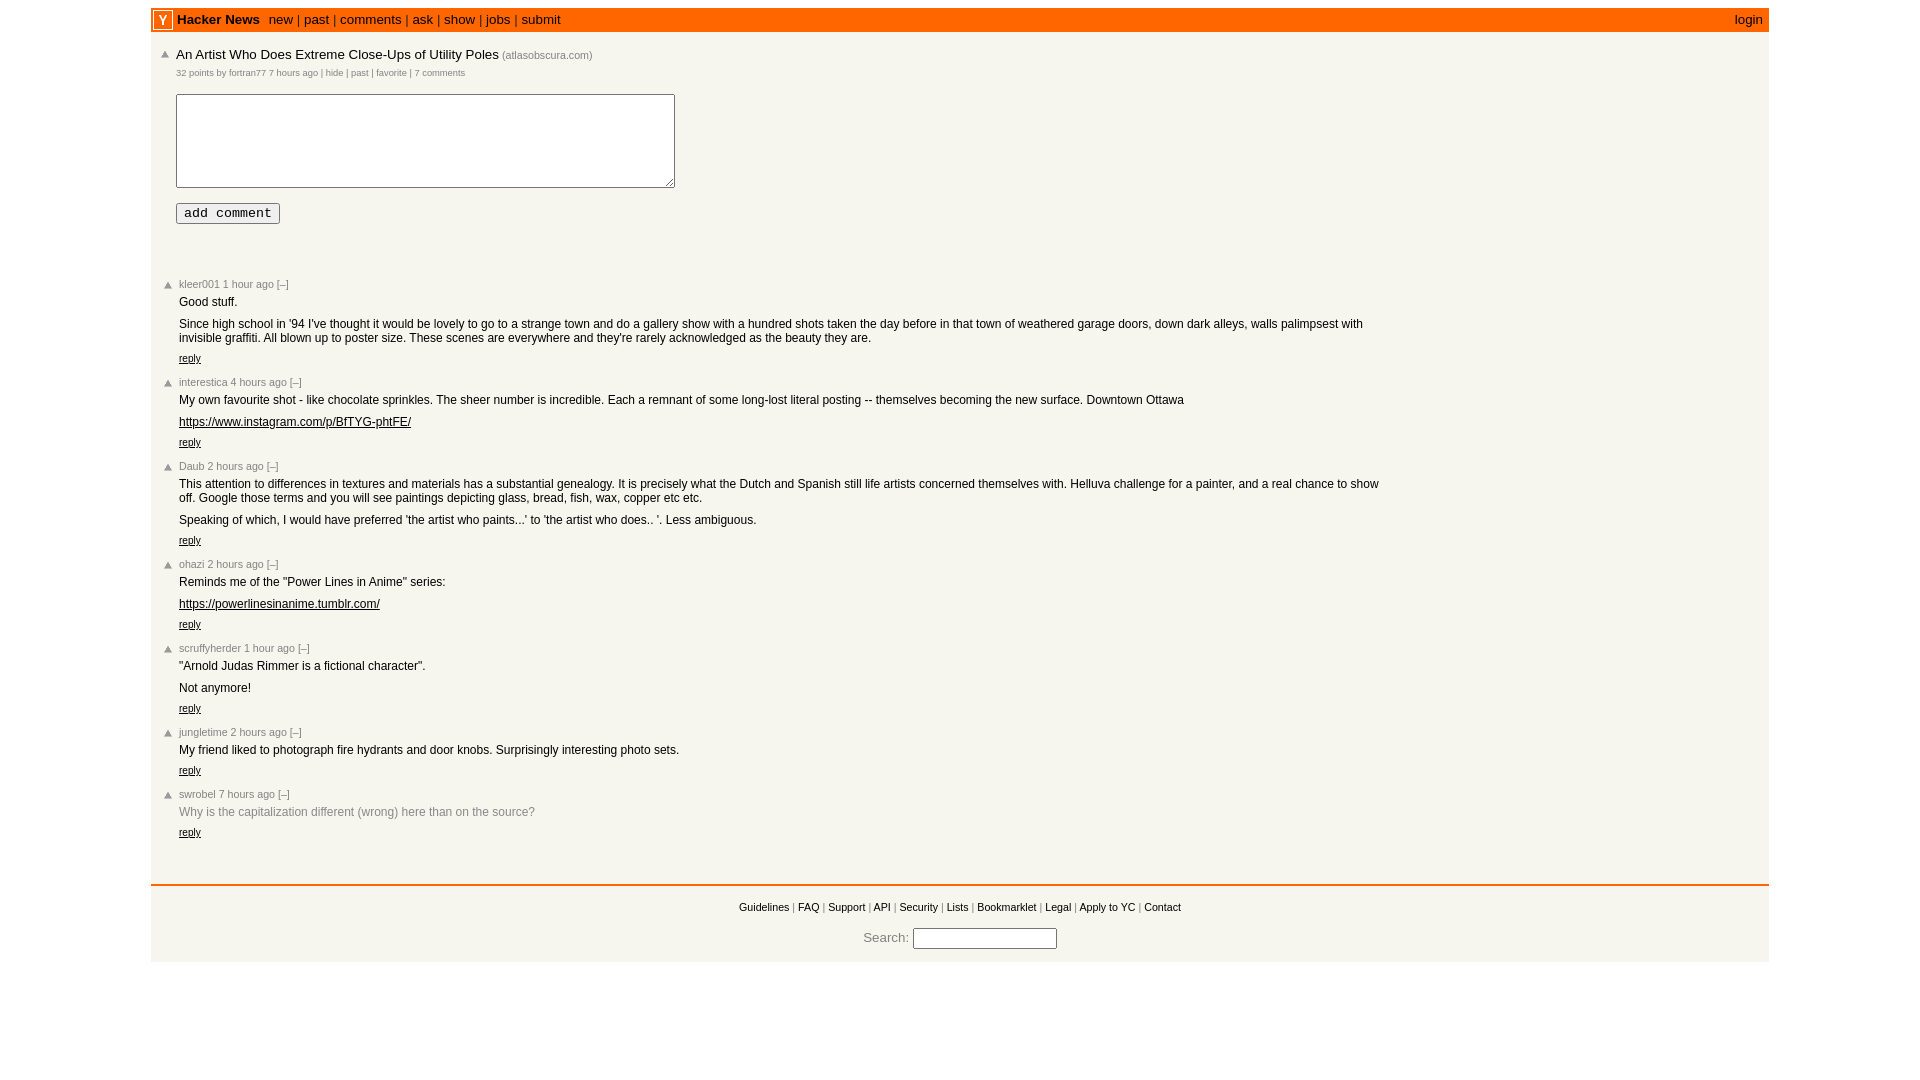 Y Hacker News new | past | comments | ask | show | jobs | submit login
An Artist Who Does Extreme Close-Ups of Utility Poles (atlasobscura.com)
32 points by fortran77 7 hours ago | hide | past | favorite | 7 comments
add comment
kleer001 1 hour ago [–]
Good stuff.
Since high school in '94 I've thought it would be lovely to go to a strange town and do a gallery show with a hundred shots taken the day before in that town of weathered garage doors, down dark alleys, walls palimpsest with
invisible graffiti. All blown up to poster size. These scenes are everywhere and they're rarely acknowledged as the beauty they are.
reply
interestica 4 hours ago [–]
My own favourite shot - like chocolate sprinkles. The sheer number is incredible. Each a remnant of some long-lost literal posting -- themselves becoming the new surface. Downtown Ottawa
https://www.instagram.com/p/BfTYG-phtFE/
reply
Daub 2 hours ago [–]
This attention to differences in textures and materials has a substantial genealogy. It is precisely what the Dutch and Spanish still life artists concerned themselves with. Helluva challenge for a painter, and a real chance to show
off. Google those terms and you will see paintings depicting glass, bread, fish, wax, copper etc etc.
Speaking of which, I would have preferred 'the artist who paints...' to 'the artist who does.. '. Less ambiguous.
reply
ohazi 2 hours ago [–]
Reminds me of the "Power Lines in Anime" series:
https://powerlinesinanime.tumblr.com/
reply
scruffyherder 1 hour ago [–]
"Arnold Judas Rimmer is a fictional character".
Not anymore!
reply
jungletime 2 hours ago [–]
My friend liked to photograph fire hydrants and door knobs. Surprisingly interesting photo sets.
reply
swrobel 7 hours ago [–]
Why is the capitalization different (wrong) here than on the source?
reply
Guidelines | FAQ | Support | API | Security | Lists | Bookmarklet | Legal | Apply to YC | Contact
Search: